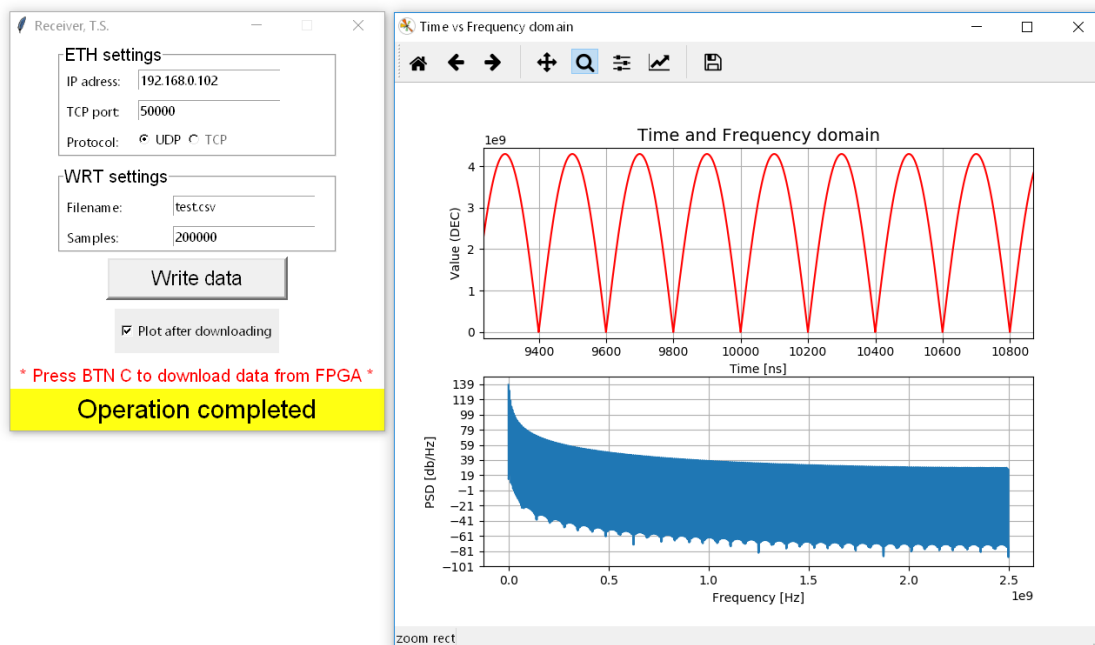 Receiver, T.S.
ETH settings
IP adress: 192.168.0.102
TCP port: 50000
Protocol: UDP TCP
WRT settings
Filename: test.csv
Samples: 200000
Write data
Plot after downloading
* Press BTN C to download data from FPGA *
Operation completed
Time vs Frequency domain
Time and Frequency domain
1e9
Value (DEC)
4
3
2
1
0
9400 9600 9800 10000 10200 10400 10600 10800
Time [ns]
PSD [db/Hz]
139
119
99
79
59
39
19
−1
−21
−41
−61
−81
−101
0.0 0.5 1.0 1.5 2.0 2.5
1e9
Frequency [Hz]
zoom rect